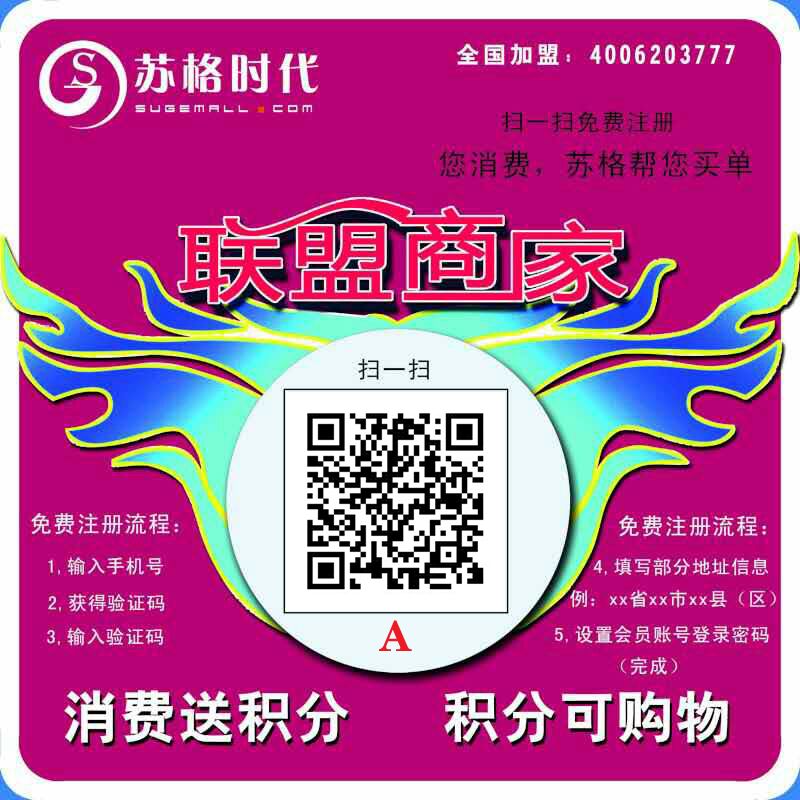 苏格时代
SUGEMALL.COM
全国加盟：4006203777
扫一扫免费注册
您消费，苏格帮您买单
联盟商家
扫一扫
A
免费注册流程：
1,输入手机号
2,获得验证码
3,输入验证码
免费注册流程：
4,填写部分地址信息
例：xx省xx市xx县（区）
5,设置会员账号登录密码
（完成）
消费送积分 积分可购物